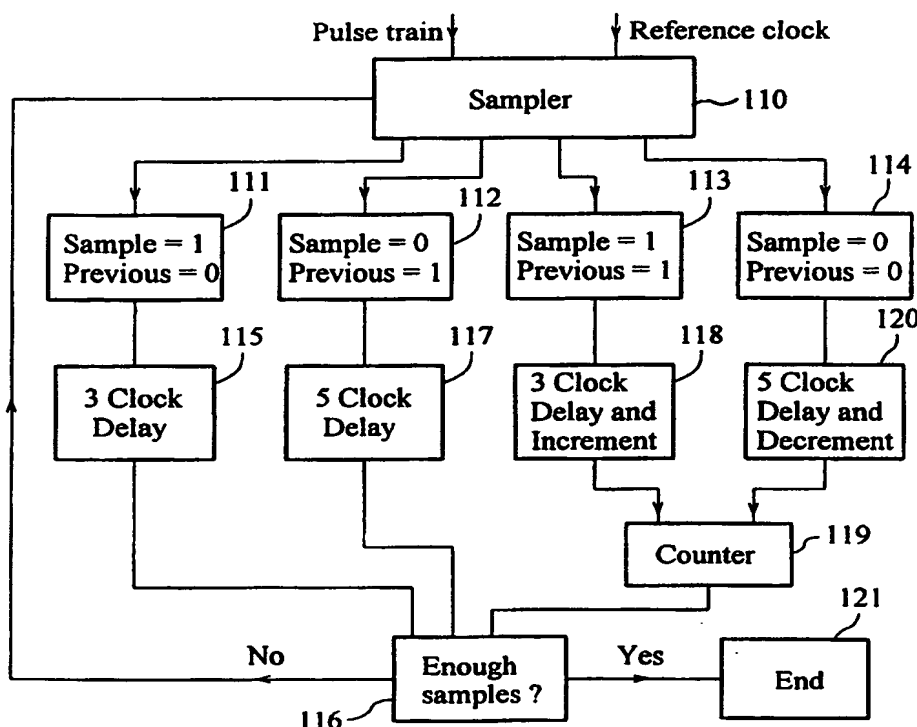 Pulse train
Reference clock
Sampler
110
111
112
113
114
Sample = 1
Previous = 0
Sample = 0
Previous = 1
Sample = 1
Previous = 1
Sample = 0
Previous = 0
115
117
118
120
3 Clock
Delay
5 Clock
Delay
3 Clock
Delay and
Increment
5 Clock
Delay and
Decrement
Counter
119
121
No
Enough
samples ?
Yes
End
116